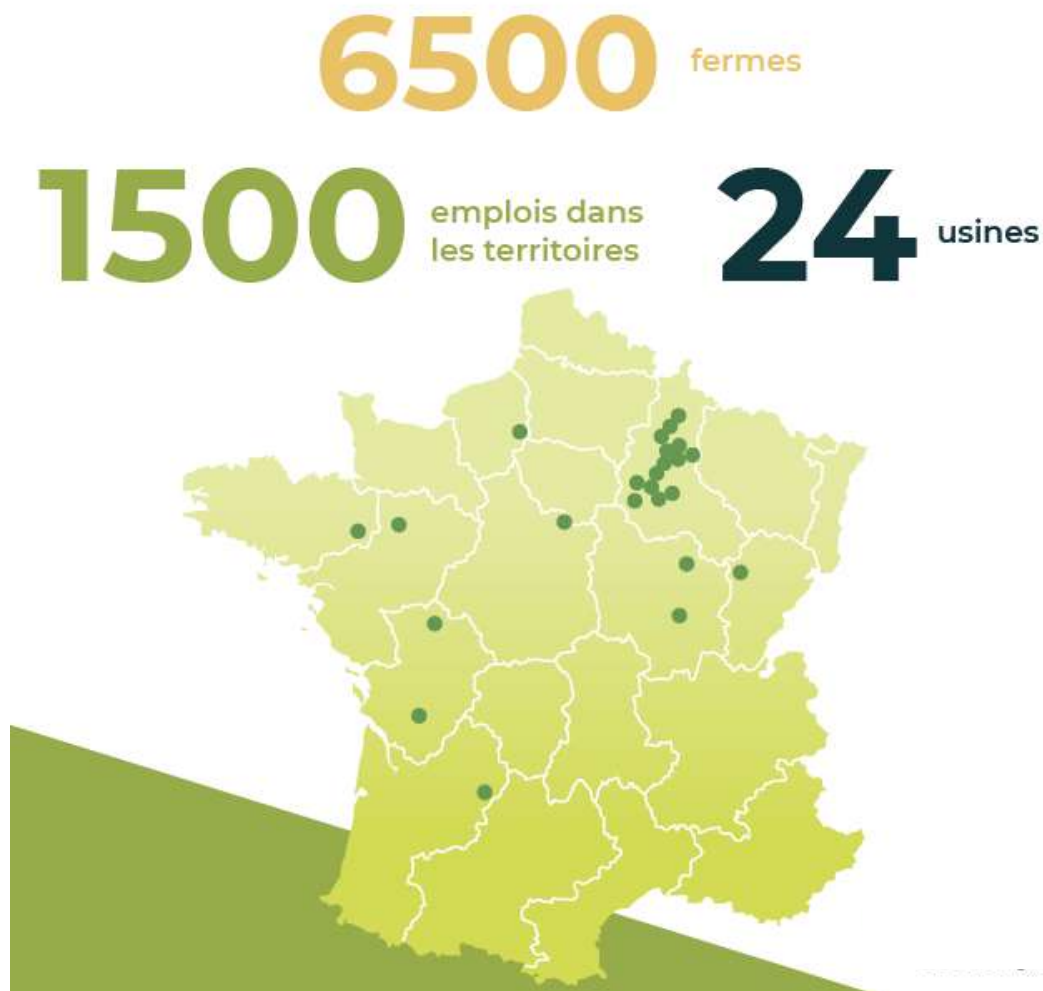 6500 fermes
1500 emplois dans
les territoires
24 usines